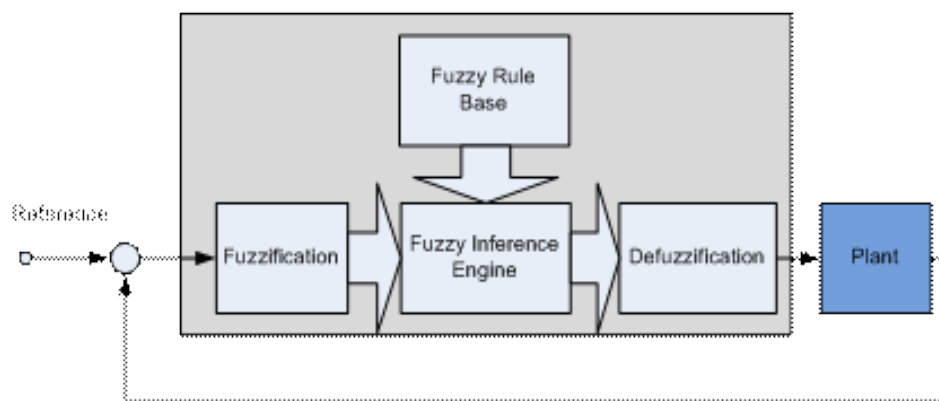 Fuzzy Rule
Base
Reference
Fuzzification
Fuzzy Inference
Engine
Defuzzification
Plant